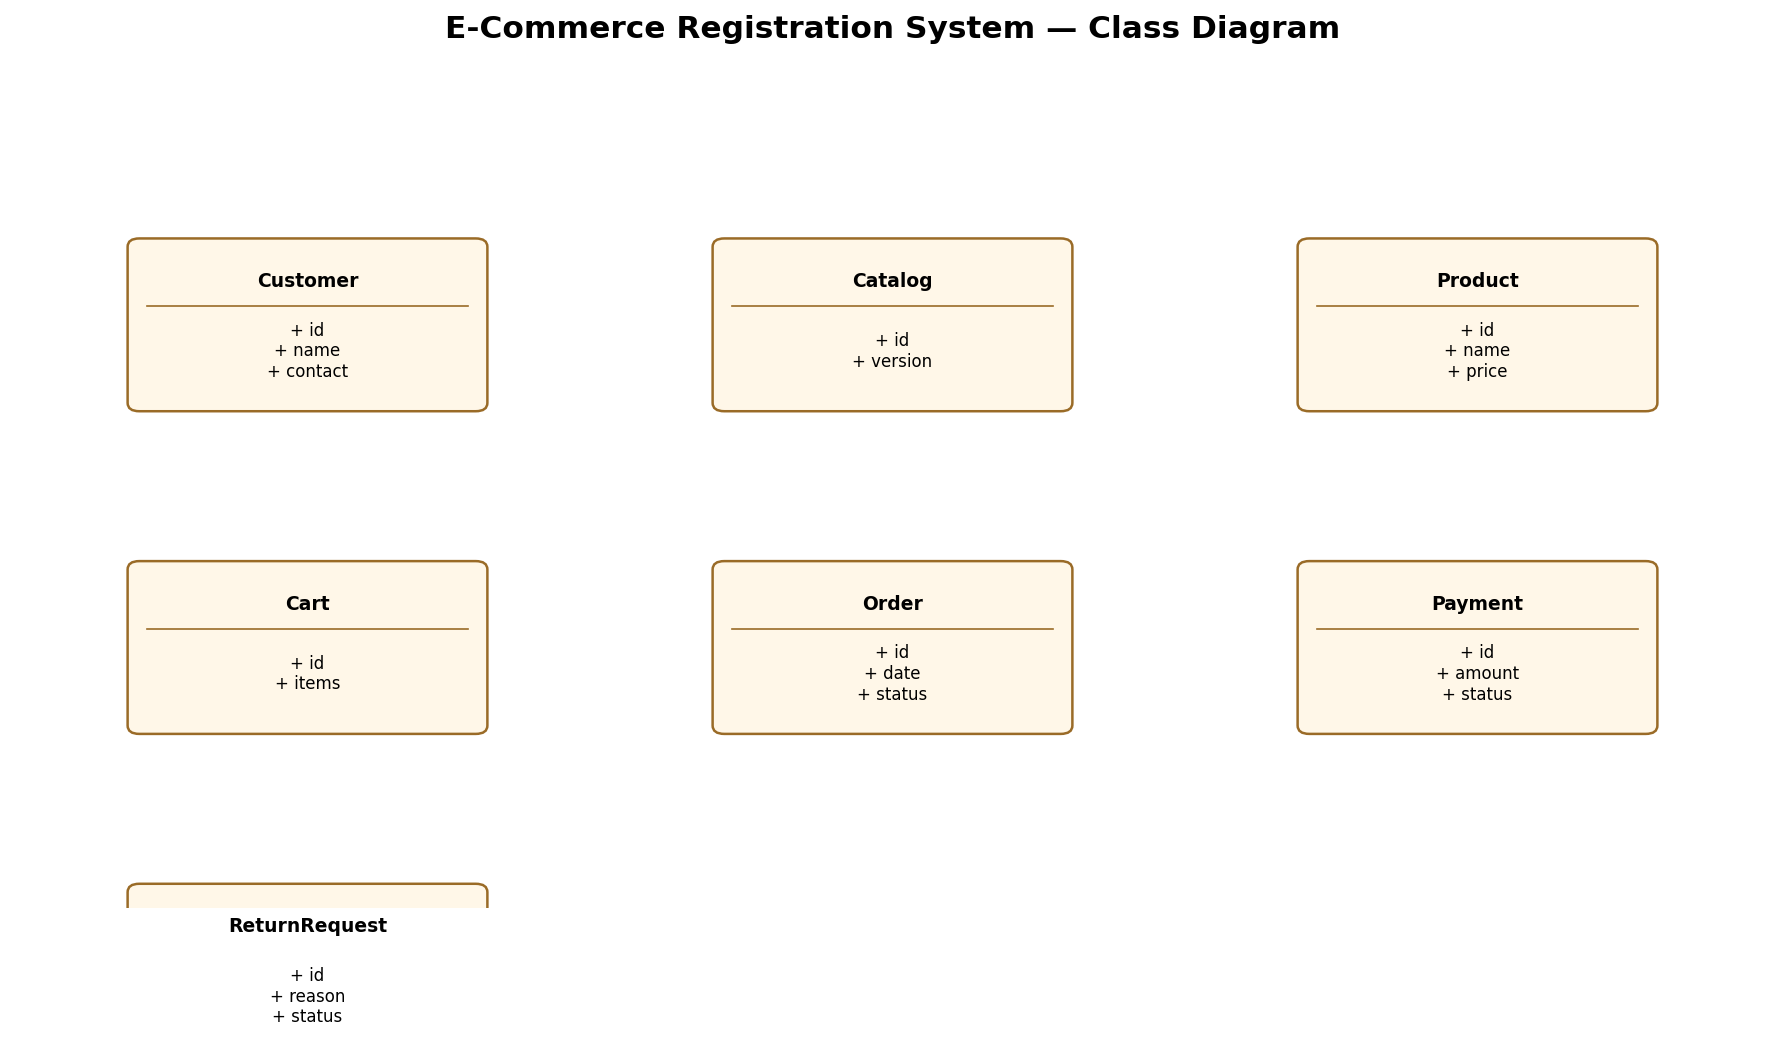 E-Commerce Registration System — Class Diagram
Customer
+ id
+ name
+ contact
Catalog
+ id
+ version
Product
+ id
+ name
+ price
Cart
+ id
+ items
Order
+ id
+ date
+ status
Payment
+ id
+ amount
+ status
ReturnRequest
+ id
+ reason
+ status